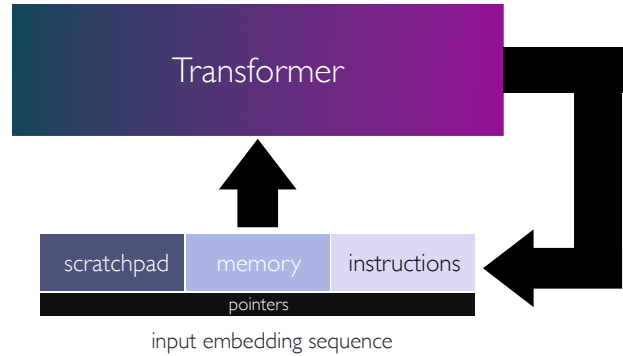 Transformer
scratchpad memory instructions
pointers
input embedding sequence